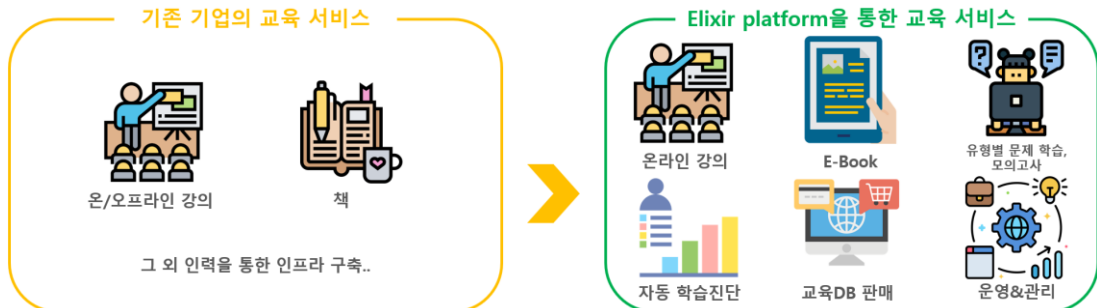 기존 기업의 교육 서비스
온/오프라인 강의
책
그 외 인력을 통한 인프라 구축..
Elixir platform을 통한 교육 서비스
온라인 강의
E-Book
유형별 문제 학습,
모의고사
자동 학습진단
교육DB 판매
운영&관리